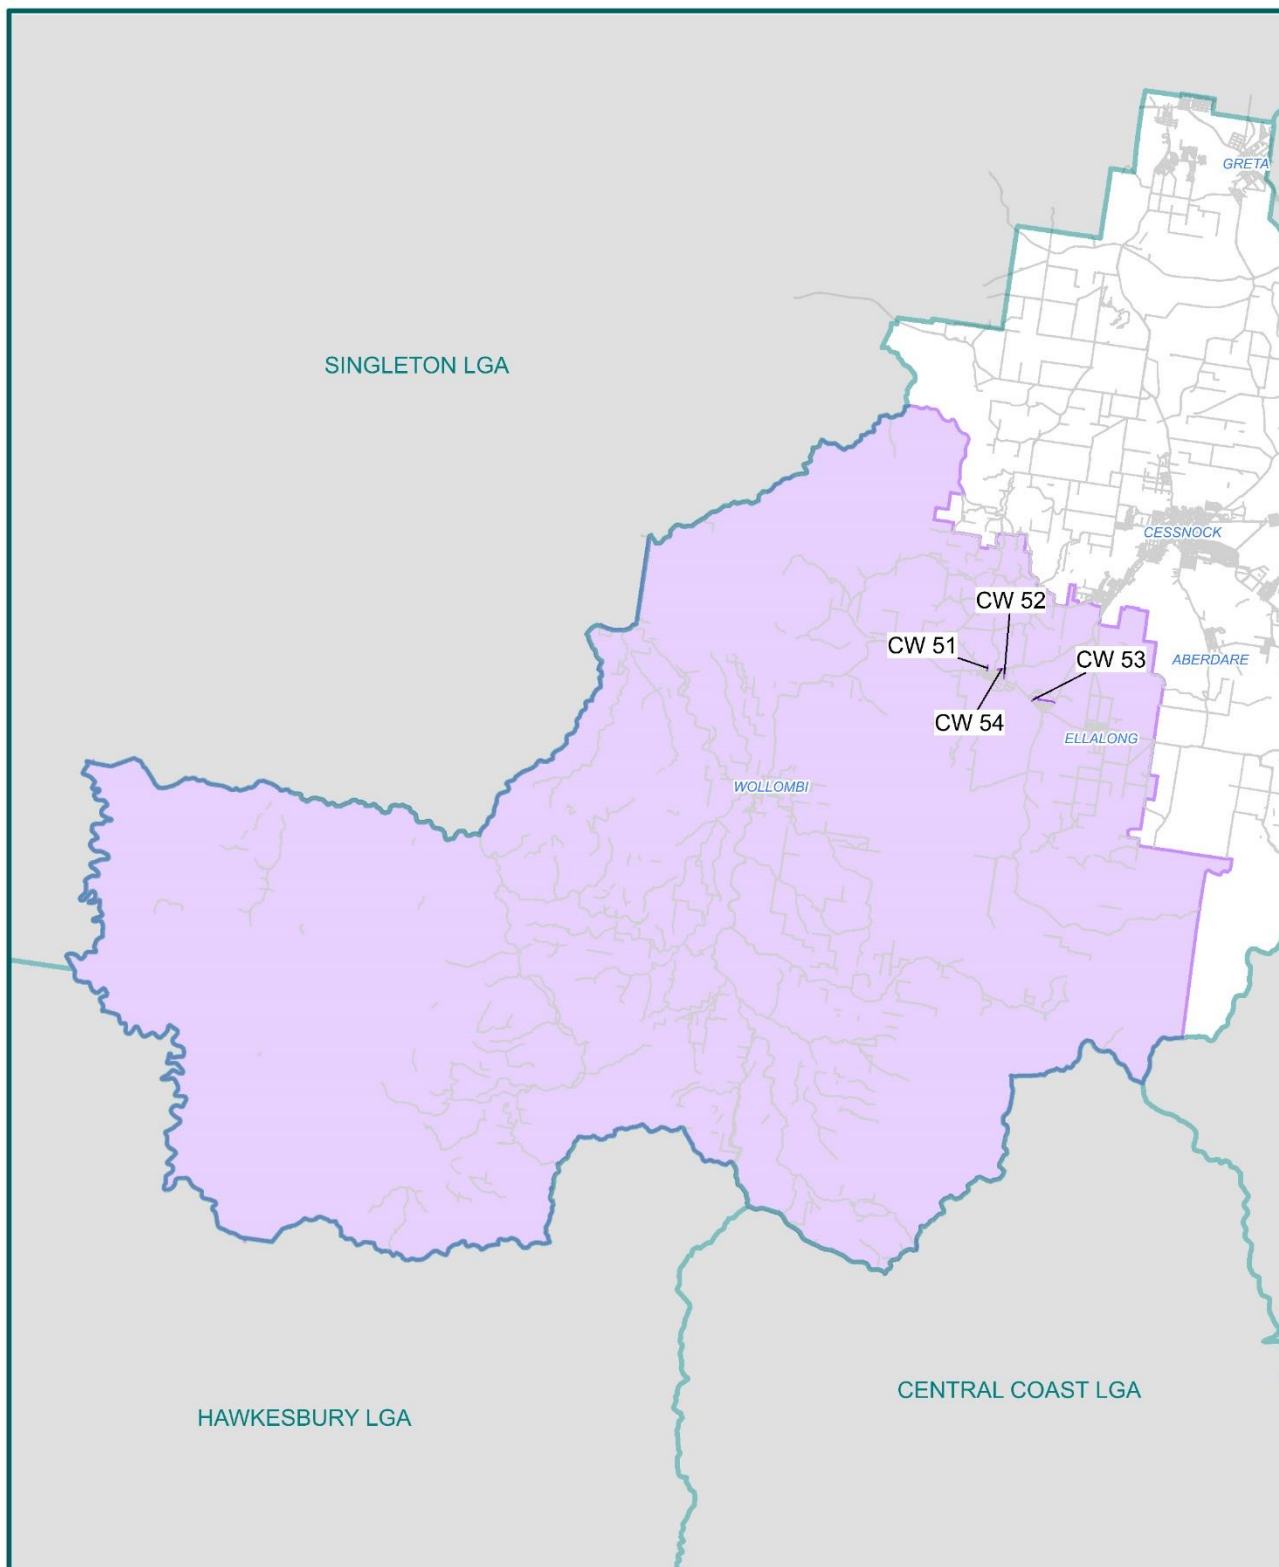 GRETA
SINGLETON LGA
CESSNOCK
CW 52
CW 51
CW 53
ABERDARE
CW 54
ELLALONG
WOLLOMBI
CENTRAL COAST LGA
HAWKESBURY LGA